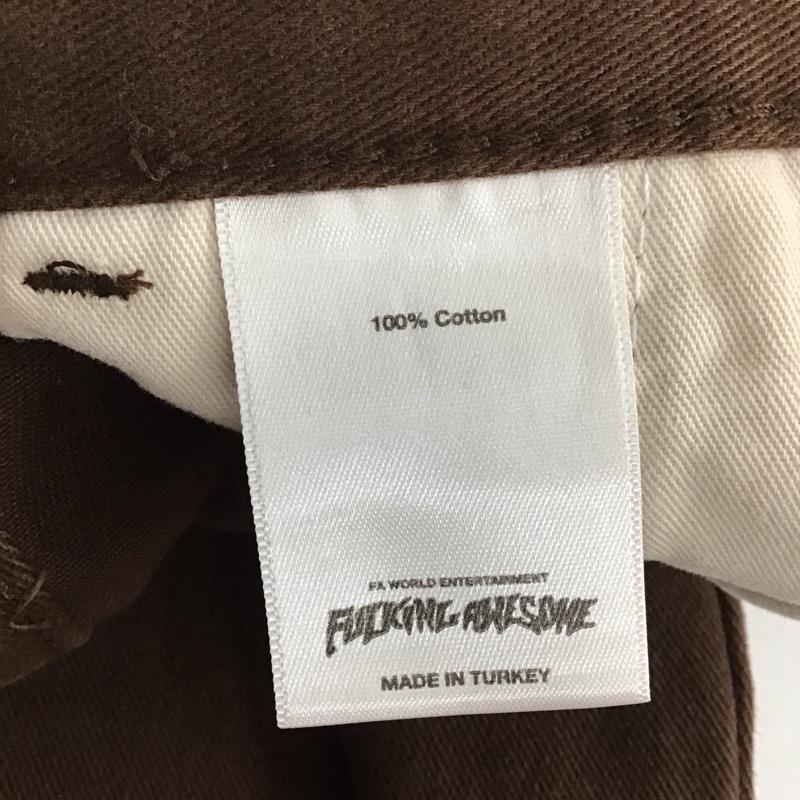 100% Cotton
FA WORLD ENTERTAINMENT
FUCKING AWESOME
MADE IN TURKEY